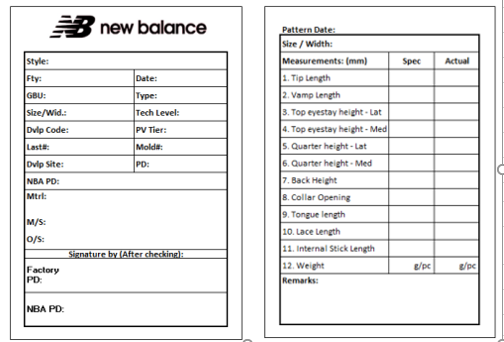 new balance
Style:
Fty: Date:
GBU: Type:
Size/Wid.: Tech Level:
Dvlp Code: PV Tier:
Last#: Mold#:
Dvlp Site: PD:
NBA PD:
Mtrl:
M/S:
O/S:
Signature by (After checking):
Factory
PD:
NBA PD:
Pattern Date:
Size / Width:
Measurements: (mm) Spec Actual
1. Tip Length
2. Vamp Length
3. Top eyestay height - Lat
4. Top eyestay height - Med
5. Quarter height - Lat
6. Quarter height - Med
7. Back Height
8. Collar Opening
9. Tongue length
10. Lace Length
11. Internal Stick Length
12. Weight g/pc g/pc
Remarks: